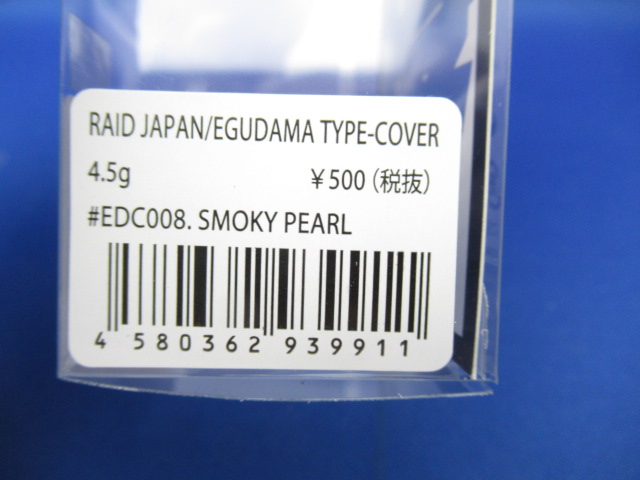 RAID JAPAN/EGUDAMA TYPE-COVER
4.5g ¥500(税抜)
#EDC008. SMOKY PEARL
4 580362 939911